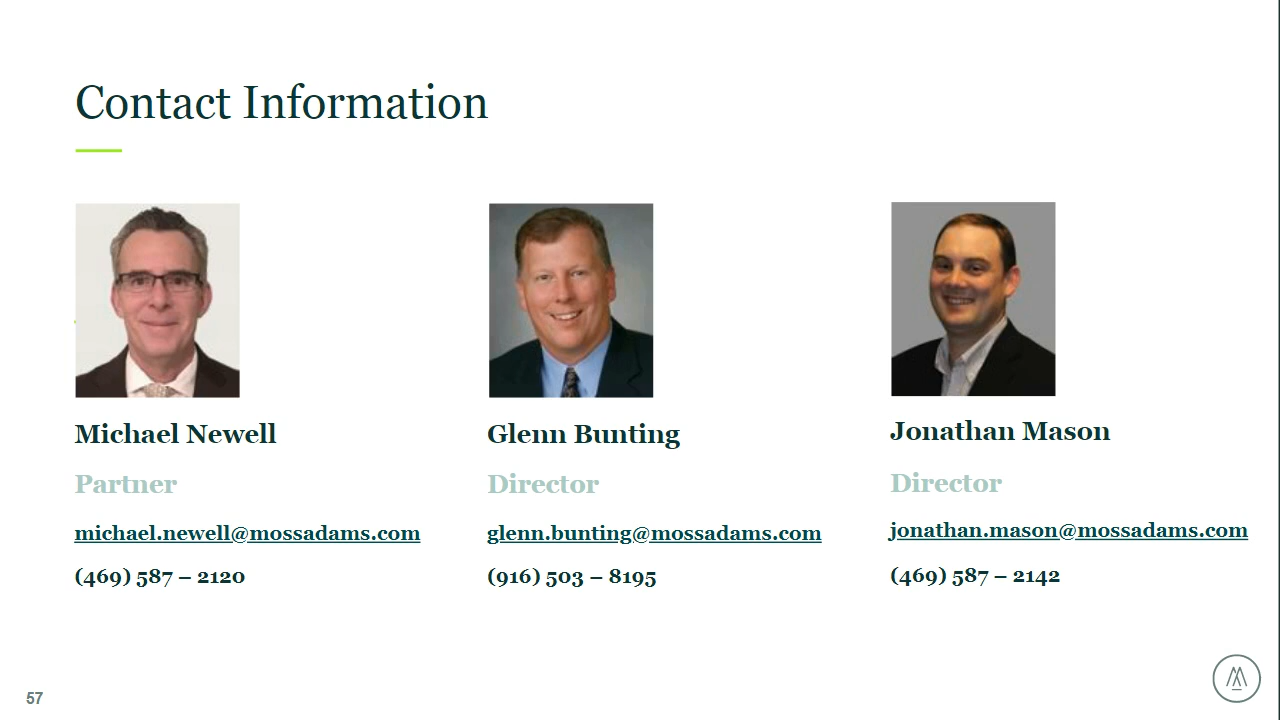 Contact Information
Michael Newell
Partner
michael.newell@mossadams.com
(469) 587 – 2120
Glenn Bunting
Director
glenn.bunting@mossadams.com
(916) 503 – 8195
Jonathan Mason
Director
jonathan.mason@mossadams.com
(469) 587 – 2142
57